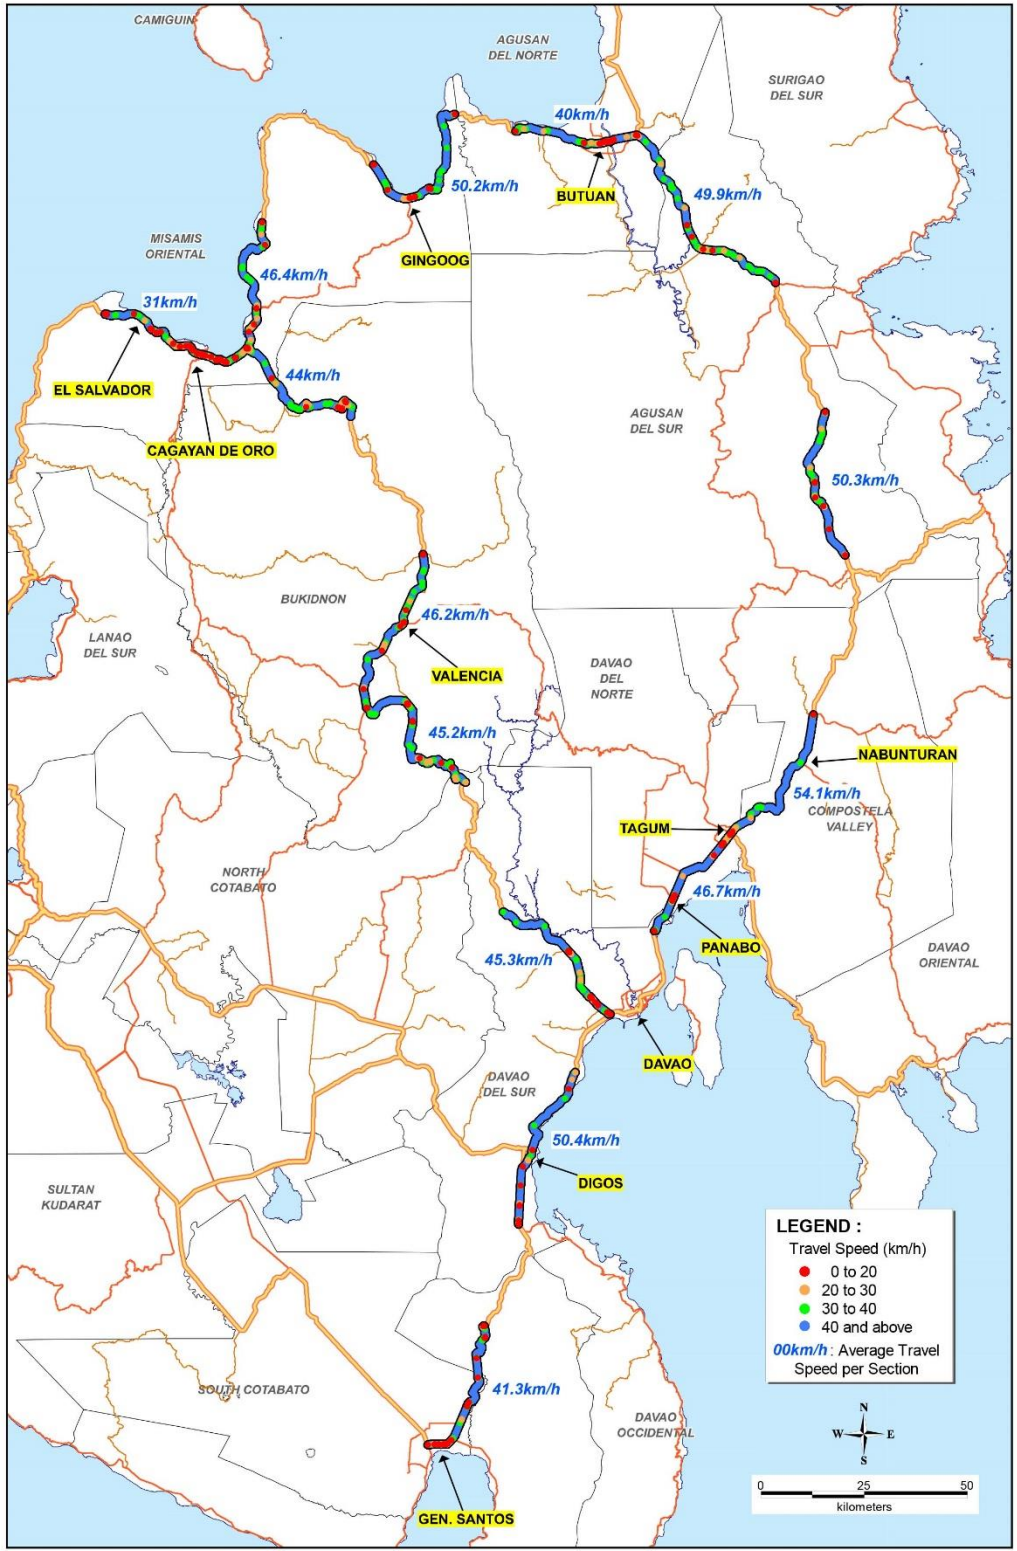 CAMIGUIN
AGUSAN
DEL NORTE
SURIGAO
DEL SUR
40km/h
BUTUAN
50.2km/h
49.9km/h
GINGOOG
MISAMIS
ORIENTAL
46.4km/h
31km/h
44km/h
EL SALVADOR
CAGAYAN DE ORO
AGUSAN
DEL SUR
50.3km/h
BUKIDNON
46.2km/h
LANAO
DEL SUR
VALENCIA
DAVAO
DEL
NORTE
45.2km/h
NABUNTURAN
54.1km/h
COMPOSTELA
VALLEY
TAGUM
NORTH
COTABATO
46.7km/h
PANABO
45.3km/h
DAVAO
ORIENTAL
DAVAO
DAVAO
DEL SUR
50.4km/h
DIGOS
SULTAN
KUDARAT
LEGEND :
Travel Speed (km/h)
0 to 20
20 to 30
30 to 40
40 and above
00km/h : Average Travel
Speed per Section
SOUTH COTABATO
41.3km/h
DAVAO
OCCIDENTAL
N
W
E
S
GEN. SANTOS
0 25 50
kilometers